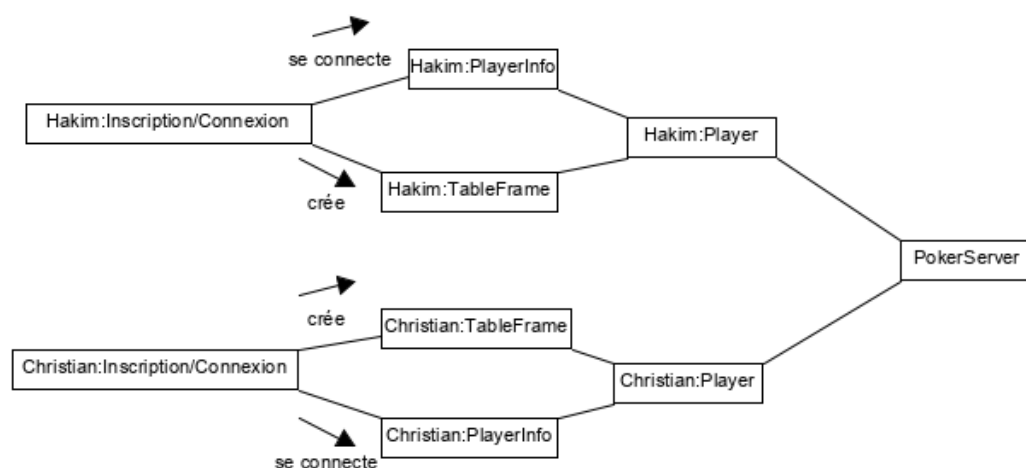 se connecte
Hakim:PlayerInfo
Hakim:Inscription/Connexion
Hakim:Player
Hakim:TableFrame
crée
PokerServer
crée
Christian:TableFrame
Christian:Inscription/Connexion
Christian:Player
Christian:PlayerInfo
se connecte